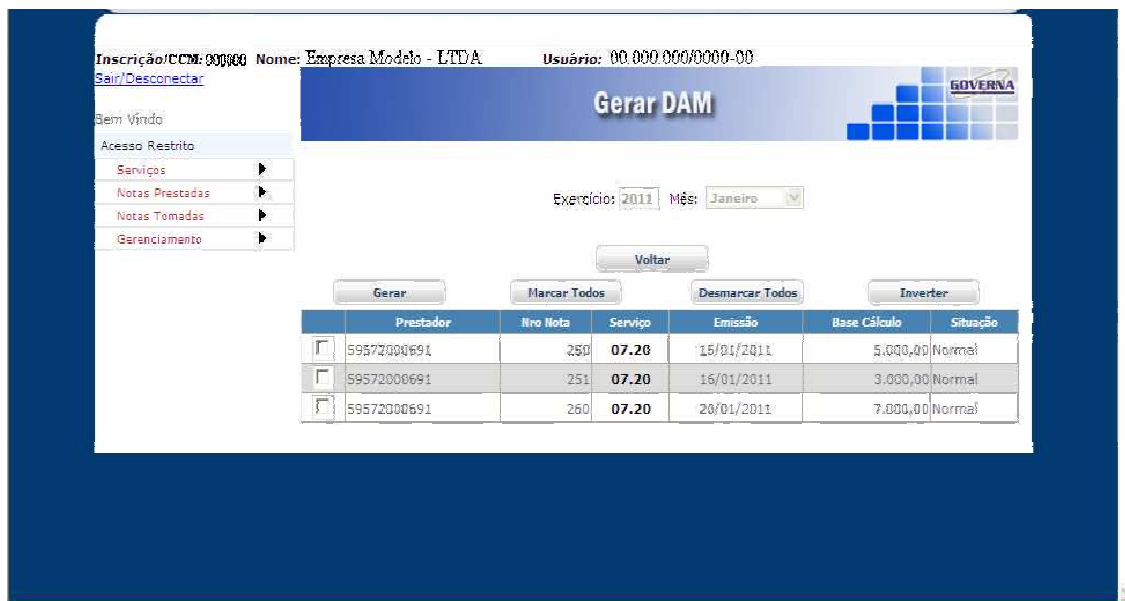 Inscrição/CCM: 000000 Nome: Empresa Modelo - LTDA Usuário: 00.000.000/0000-00
Sair/Desconectar
GOVERNA
Gerar DAM
Bem Vindo
Acesso Restrito
Serviços
Notas Prestadas
Notas Tomadas
Gerenciamento
Exercício: 2011 Mês: Janeiro
Voltar
Gerar Marcar Todos Desmarcar Todos Inverter
Prestador Nro Nota Serviço Emissão Base Cálculo Situação
59572000691 250 07.20 15/01/2011 5.000,00 Normal
59572000691 251 07.20 16/01/2011 3.000,00 Normal
59572000691 260 07.20 20/01/2011 7.000,00 Normal